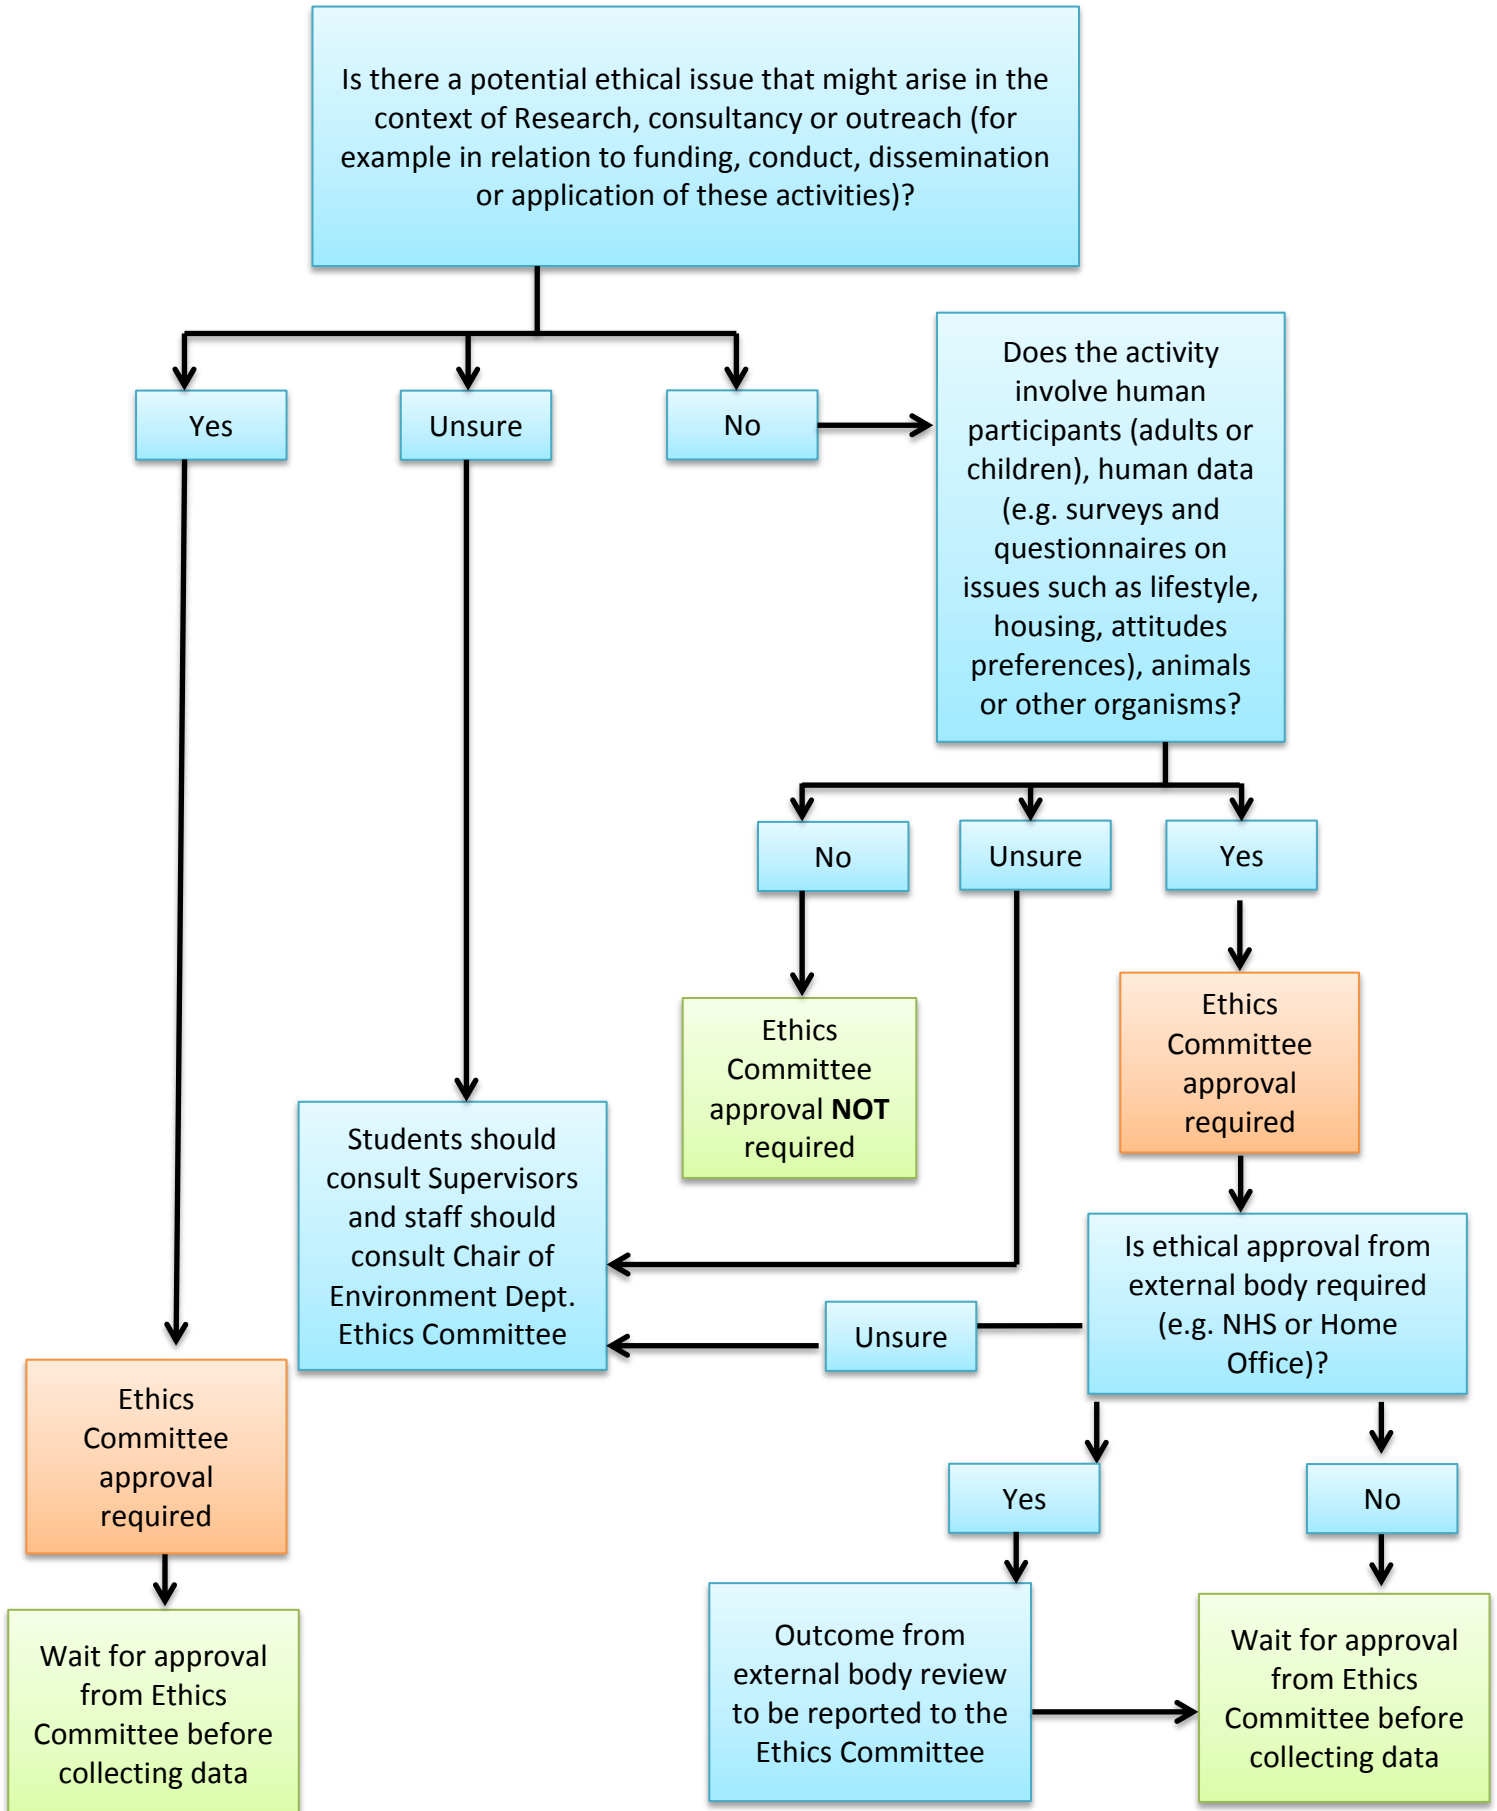 Is there a potential ethical issue that might arise in the
context of Research, consultancy or outreach (for
example in relation to funding, conduct, dissemination
or application of these activities)?
Yes
Unsure
No
Does the activity
involve human
participants (adults or
children), human data
(e.g. surveys and
questionnaires on
issues such as lifestyle,
housing, attitudes
preferences), animals
or other organisms?
No
Unsure
Yes
Ethics
Committee
approval NOT
required
Ethics
Committee
approval
required
Students should
consult Supervisors
and staff should
consult Chair of
Environment Dept.
Ethics Committee
Is ethical approval from
external body required
(e.g. NHS or Home
Office)?
Unsure
Ethics
Committee
approval
required
Yes
No
Wait for approval
from Ethics
Committee before
collecting data
Outcome from
external body review
to be reported to the
Ethics Committee
Wait for approval
from Ethics
Committee before
collecting data